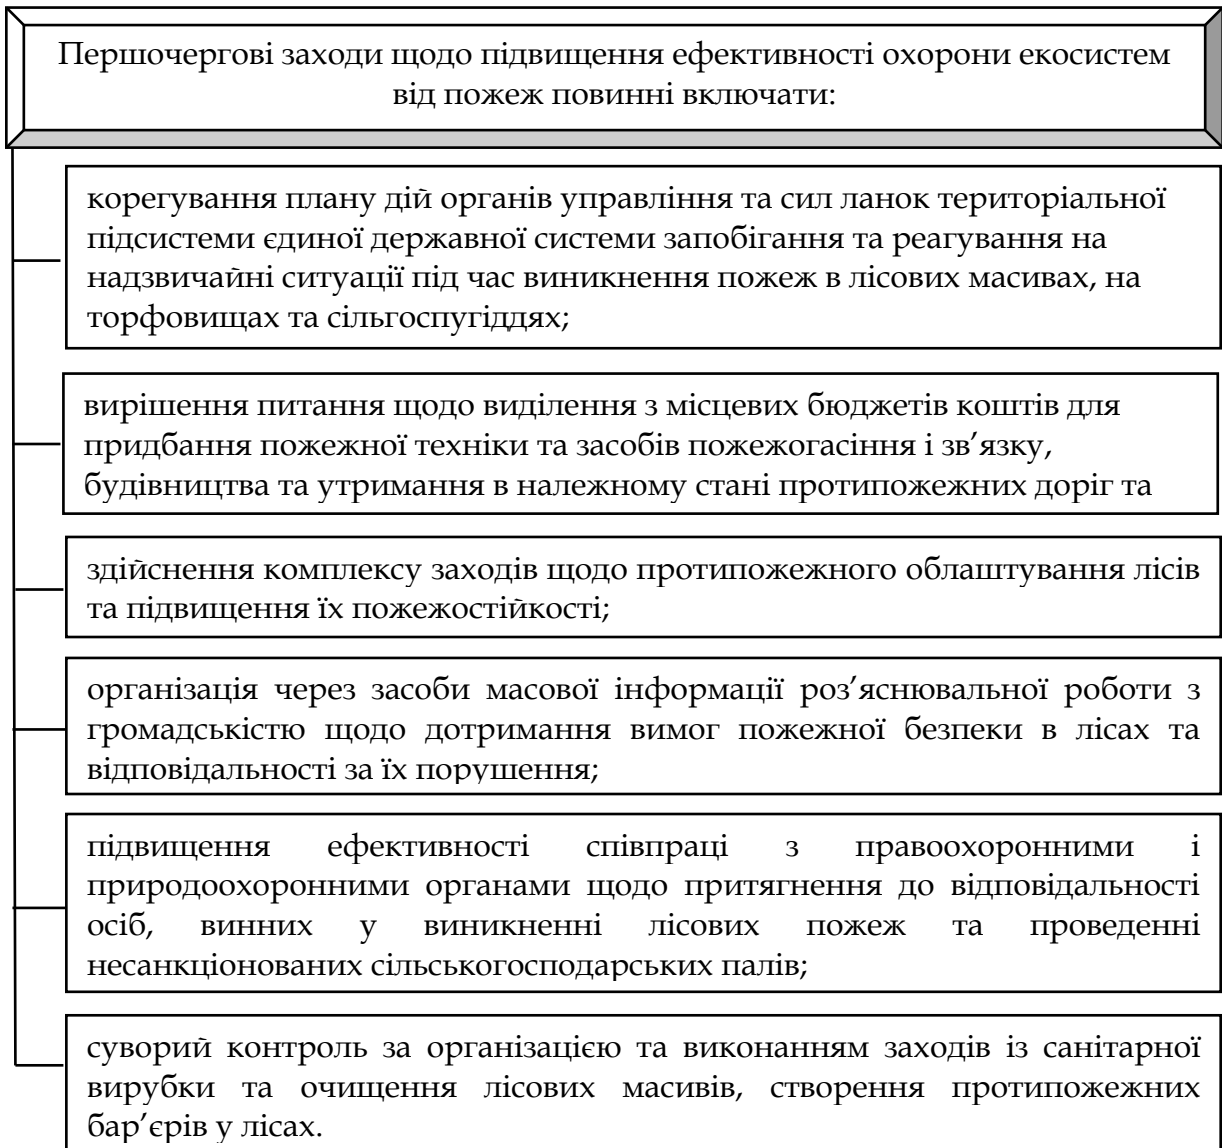 Першочергові заходи щодо підвищення ефективності охорони екосистем
від пожеж повинні включати:
корегування плану дій органів управління та сил ланок територіальної
підсистеми єдиної державної системи запобігання та реагування на
надзвичайні ситуації під час виникнення пожеж в лісових масивах, на
торфовищах та сільгоспугіддях;
вирішення питання щодо виділення з місцевих бюджетів коштів для
придбання пожежної техніки та засобів пожежогасіння і зв’язку,
будівництва та утримання в належному стані протипожежних доріг та
здійснення комплексу заходів щодо протипожежного облаштування лісів
та підвищення їх пожежостійкості;
організація через засоби масової інформації роз’яснювальної роботи з
громадськістю щодо дотримання вимог пожежної безпеки в лісах та
відповідальності за їх порушення;
підвищення ефективності співпраці з правоохоронними і
природоохоронними органами щодо притягнення до відповідальності
осіб, винних у виникненні лісових пожеж та проведенні
несанкціонованих сільськогосподарських палів;
суворий контроль за організацією та виконанням заходів із санітарної
вирубки та очищення лісових масивів, створення протипожежних
бар’єрів у лісах.